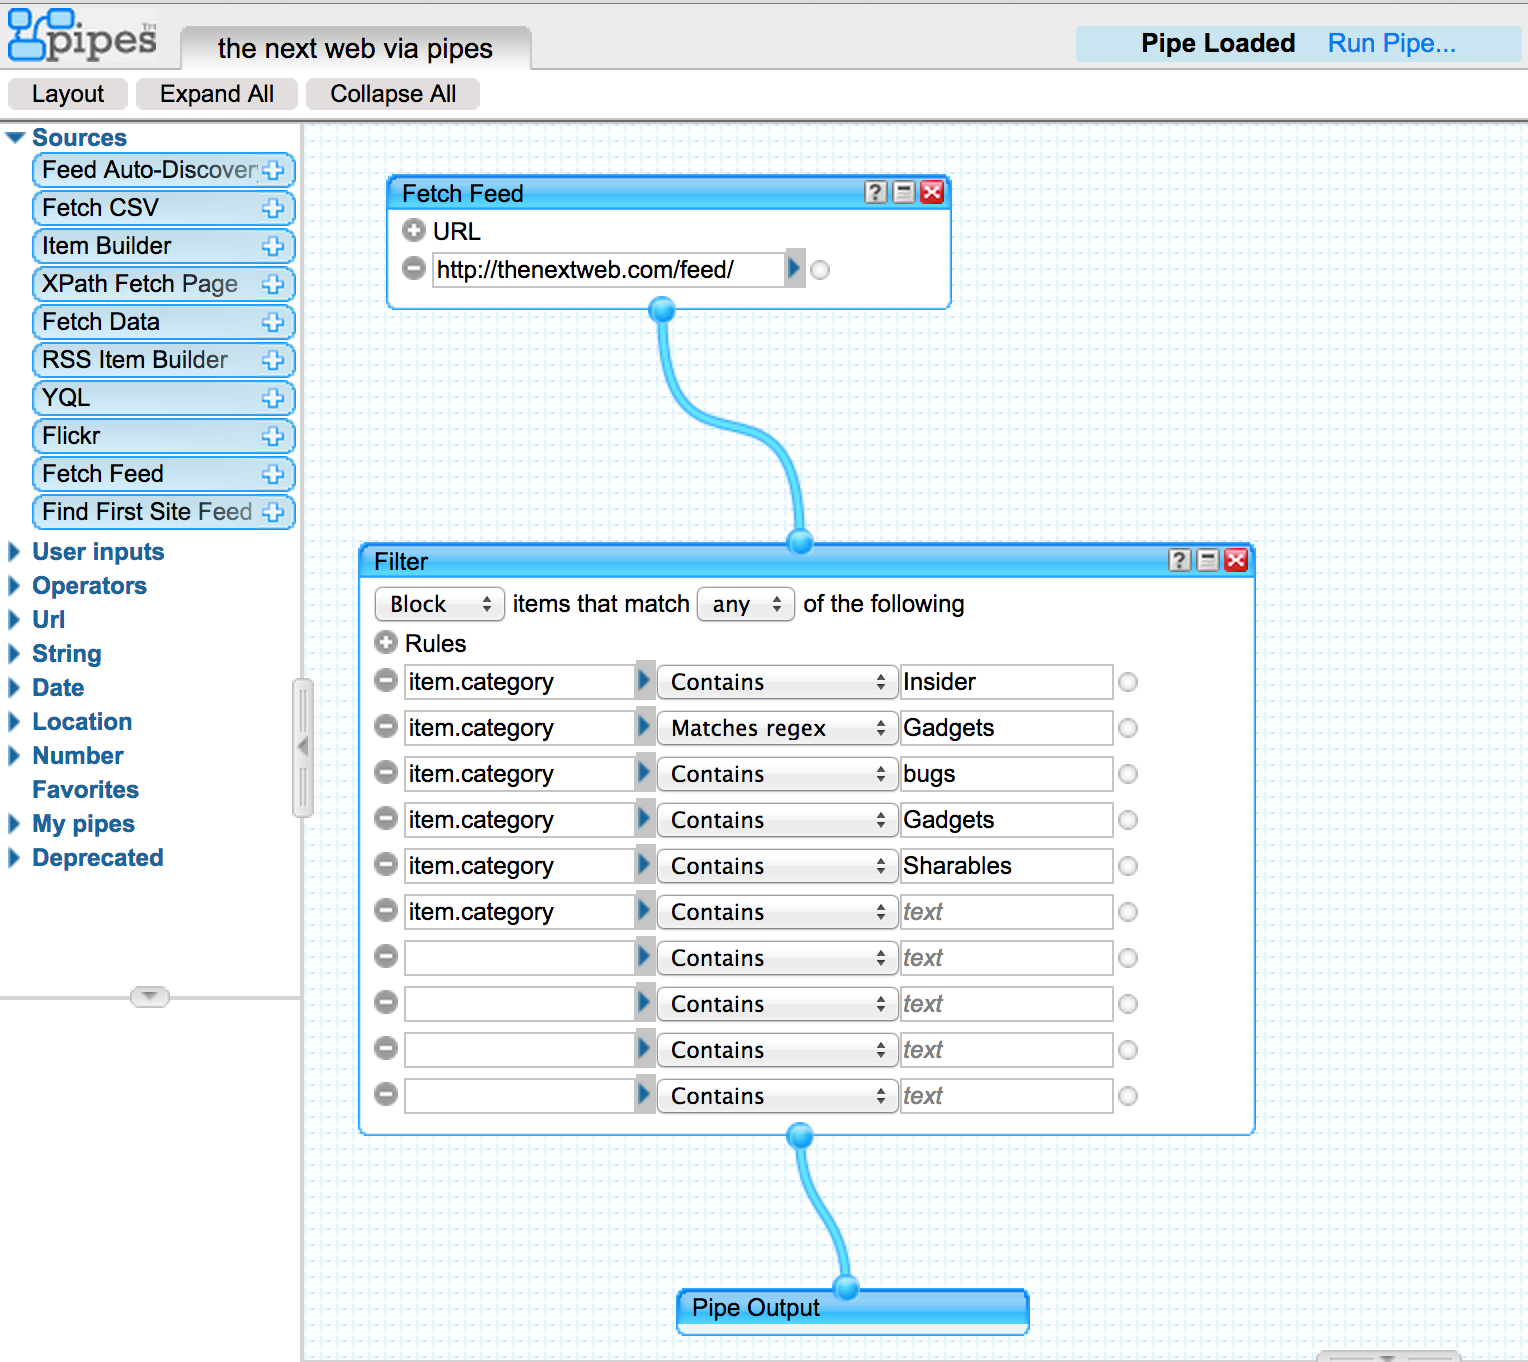 pipes™
the next web via pipes
Pipe Loaded Run Pipe...
Layout Expand All Collapse All
Sources
Feed Auto-Discover
Fetch CSV
Item Builder
XPath Fetch Page
Fetch Data
RSS Item Builder
YQL
Flickr
Fetch Feed
Find First Site Feed
User inputs
Operators
Url
String
Date
Location
Number
Favorites
My pipes
Deprecated
Fetch Feed ?
URL
http://thenextweb.com/feed/
Filter ?
Block items that match any of the following
Rules
item.category Contains Insider
item.category Matches regex Gadgets
item.category Contains bugs
item.category Contains Gadgets
item.category Contains Sharables
item.category Contains text
Contains text
Contains text
Contains text
Contains text
Pipe Output